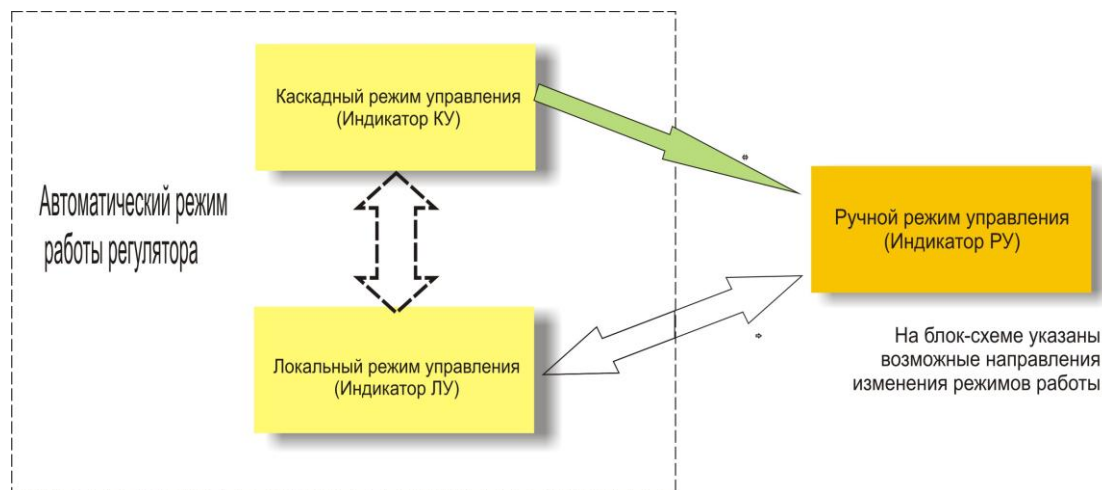 Каскадный режим управления
(Индикатор КУ)
Автоматический режим
работы регулятора
Ручной режим управления
(Индикатор РУ)
Локальный режим управления
(Индикатор ЛУ)
На блок-схеме указаны
возможные направления
изменения режимов работы